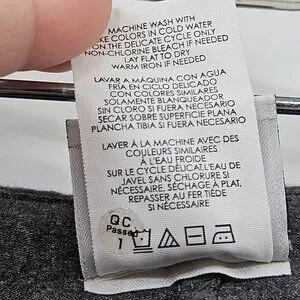 MACHINE WASH WITH
KE COLORS IN COLD WATER
ON THE DELICATE CYCLE ONLY
NON-CHLORINE BLEACH IF NEEDED
LAY FLAT TO DRY
WARM IRON IF NEEDED
LAVAR A MÁQUINA CON AGUA
FRÍA EN CICLO DELICADO
CON COLORES SIMILARES
SOLAMENTE BLANQUEADOR
SIN CLORO SI FUERA NECESARIO
SECAR SOBRE SUPERFICIE PLANA
PLANCHA TIBIA SI FUERA NECESARIO
LAVER À LA MACHINE AVEC DES
COULEURS SIMILAIRES
À L'EAU FROIDE
SUR LE CYCLE DÉLICAT.L'EAU DE
JAVEL SANS CHLORURE SI
NÉCESSAIRE, SÉCHAGE À PLAT,
REPASSER AU FER TIÈDE
SI NÉCESSAIRE
QC
Passed
1